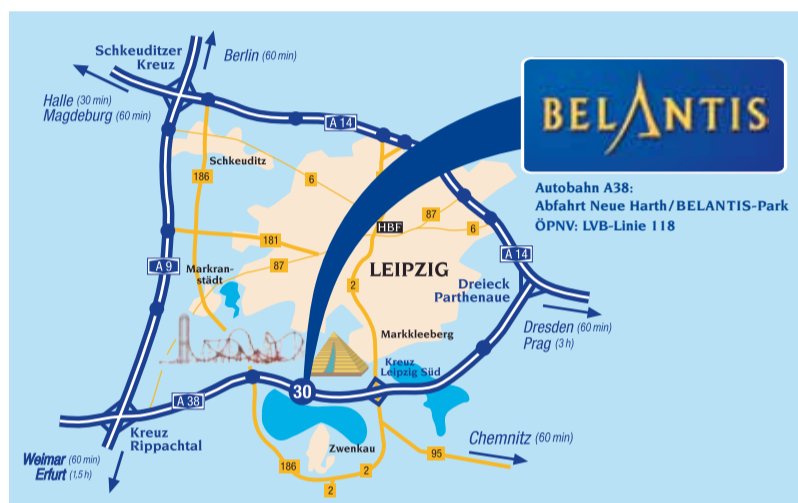 Schkeuditzer
Kreuz
Berlin (60 min)
Halle (30 min)
Magdeburg (60 min)
A 14
BELANTIS
Schkeuditz
186
6
Autobahn A38:
Abfahrt Neue Harth/BELANTIS-Park
ÖPNV: LVB-Linie 118
87
HBF
6
181
A 14
A 9
87
LEIPZIG
Markran-
städt
2
Dreieck
Parthenaue
Markkleeberg
Dresden (60 min)
Prag (3 h)
Kreuz
Leipzig Süd
30
A 38
Kreuz
Rippachtal
Chemnitz (60 min)
Zwenkau
95
Weimar (60 min)
Erfurt (1,5 h)
186
2
2